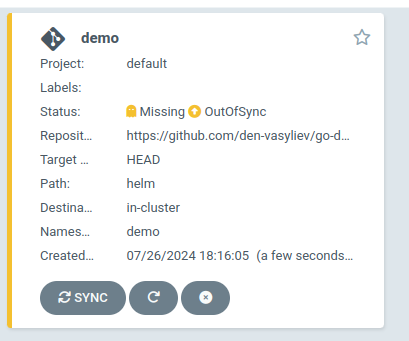 demo
Project: default
Labels:
Status: Missing OutOfSync
Reposit... https://github.com/den-vasyliev/go-d...
Target ... HEAD
Path: helm
Destina... in-cluster
Names... demo
Created... 07/26/2024 18:16:05 (a few seconds...
SYNC